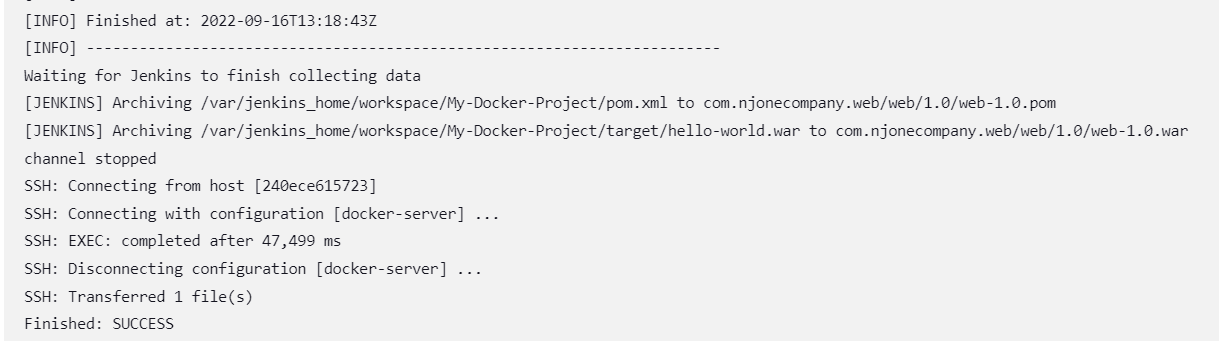 [INFO] Finished at: 2022-09-16T13:18:43Z
[INFO] ------------------------------------------------------------------------
Waiting for Jenkins to finish collecting data
[JENKINS] Archiving /var/jenkins_home/workspace/My-Docker-Project/pom.xml to com.njonecompany.web/web/1.0/web-1.0.pom
[JENKINS] Archiving /var/jenkins_home/workspace/My-Docker-Project/target/hello-world.war to com.njonecompany.web/web/1.0/web-1.0.war
channel stopped
SSH: Connecting from host [240ece615723]
SSH: Connecting with configuration [docker-server] ...
SSH: EXEC: completed after 47,499 ms
SSH: Disconnecting configuration [docker-server] ...
SSH: Transferred 1 file(s)
Finished: SUCCESS